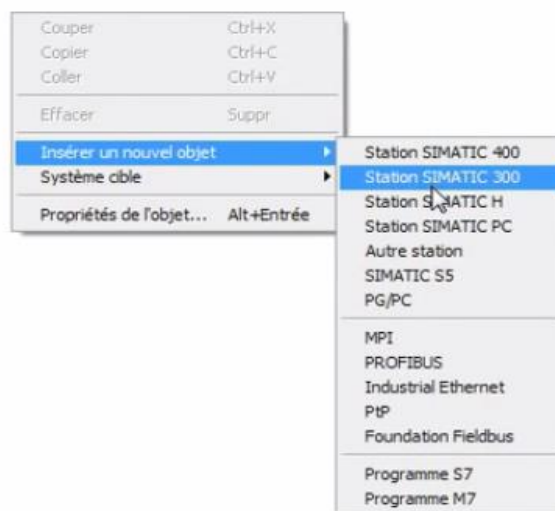 Couper Ctrl+X
Copier Ctrl+C
Coller Ctrl+V
Effacer Suppr
Insérer un nouvel objet
Système cible
Propriétés de l'objet... Alt+Entrée
Station SIMATIC 400
Station SIMATIC 300
Station SIMATIC H
Station SIMATIC PC
Autre station
SIMATIC S5
PG/PC
MPI
PROFIBUS
Industrial Ethernet
PtP
Foundation Fieldbus
Programme S7
Programme M7